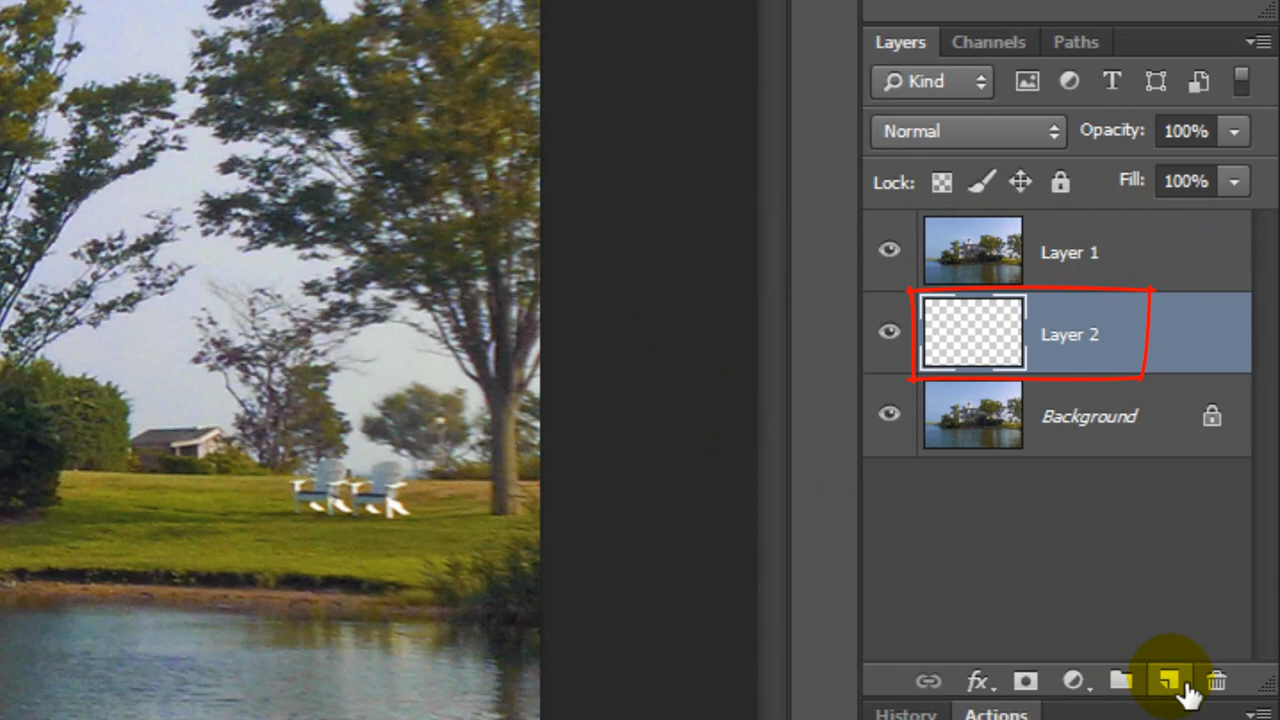 Layers Channels Paths
Kind T
Normal Opacity: 100%
Lock: Fill: 100%
Layer 1
Layer 2
Background
fx
History Actions